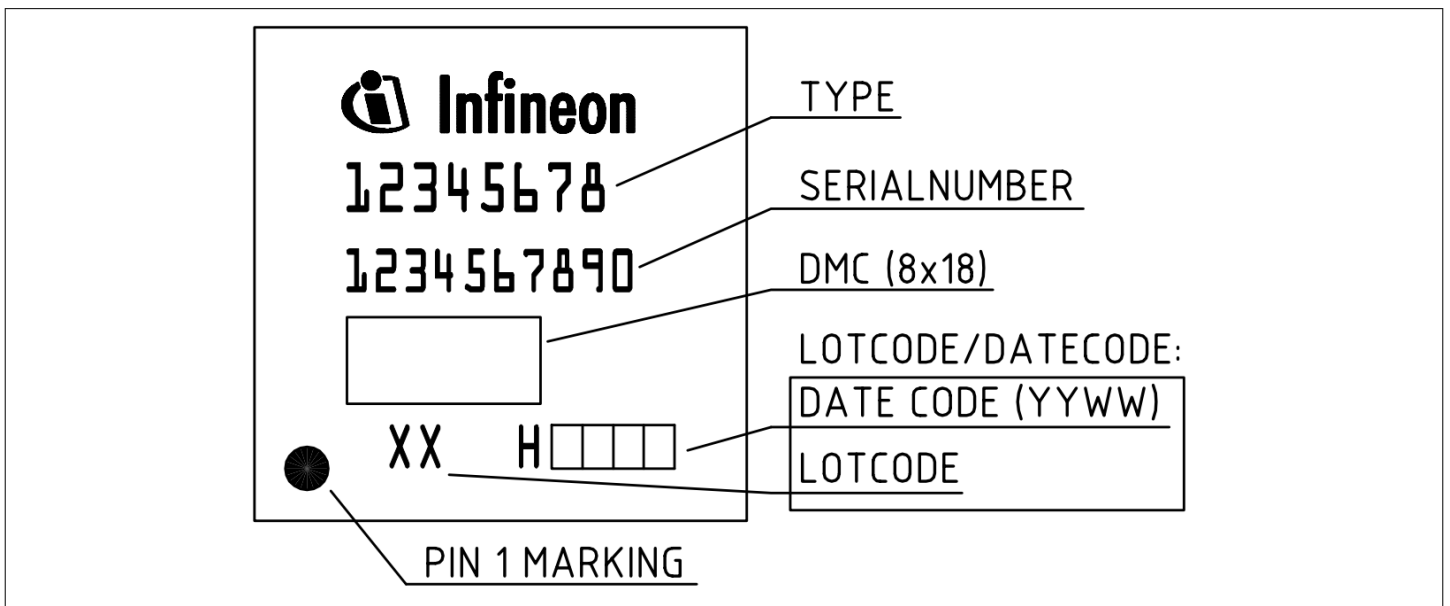 Infineon
TYPE
12345678
SERIALNUMBER
1234567890
DMC (8x18)
LOTCODE/DATECODE:
DATE CODE (YYWW)
XX H
LOTCODE
PIN 1 MARKING